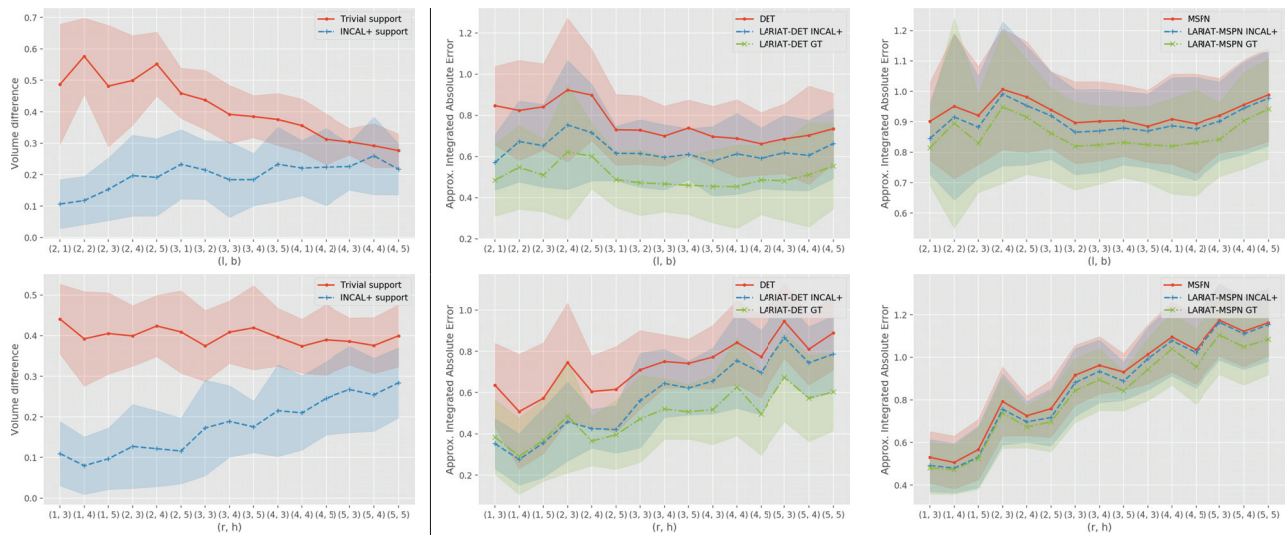 Volume difference
0.7
0.6
0.5
0.4
0.3
0.2
0.1
0.0
Trivial support
INCAL+ support
(2, 1) (2, 2) (2, 3) (2, 4) (2, 5) (3, 1) (3, 2) (3, 3) (3, 4) (3, 5) (4, 1) (4, 2) (4, 3) (4, 4) (4, 5)
(l, b)
Approx. Integrated Absolute Error
1.2
1.0
0.8
0.6
0.4
0.2
DET
LARIAT-DET INCAL+
LARIAT-DET GT
(2, 1) (2, 2) (2, 3) (2, 4) (2, 5) (3, 1) (3, 2) (3, 3) (3, 4) (3, 5) (4, 1) (4, 2) (4, 3) (4, 4) (4, 5)
(l, b)
Approx. Integrated Absolute Error
1.2
1.1
1.0
0.9
0.8
0.7
0.6
MSPN
LARIAT-MSPN INCAL+
LARIAT-MSPN GT
(2, 1) (2, 2) (2, 3) (2, 4) (2, 5) (3, 1) (3, 2) (3, 3) (3, 4) (3, 5) (4, 1) (4, 2) (4, 3) (4, 4) (4, 5)
(l, b)
Volume difference
0.5
0.4
0.3
0.2
0.1
0.0
Trivial support
INCAL+ support
(1, 3) (1, 4) (1, 5) (2, 3) (2, 4) (2, 5) (3, 3) (3, 4) (3, 5) (4, 3) (4, 4) (4, 5) (5, 3) (5, 4) (5, 5)
(r, h)
Approx. Integrated Absolute Error
1.0
0.8
0.6
0.4
0.2
DET
LARIAT-DET INCAL+
LARIAT-DET GT
(1, 3) (1, 4) (1, 5) (2, 3) (2, 4) (2, 5) (3, 3) (3, 4) (3, 5) (4, 3) (4, 4) (4, 5) (5, 3) (5, 4) (5, 5)
(r, h)
Approx. Integrated Absolute Error
1.2
1.0
0.8
0.6
0.4
MSPN
LARIAT-MSPN INCAL+
LARIAT-MSPN GT
(1, 3) (1, 4) (1, 5) (2, 3) (2, 4) (2, 5) (3, 3) (3, 4) (3, 5) (4, 3) (4, 4) (4, 5) (5, 3) (5, 4) (5, 5)
(r, h)